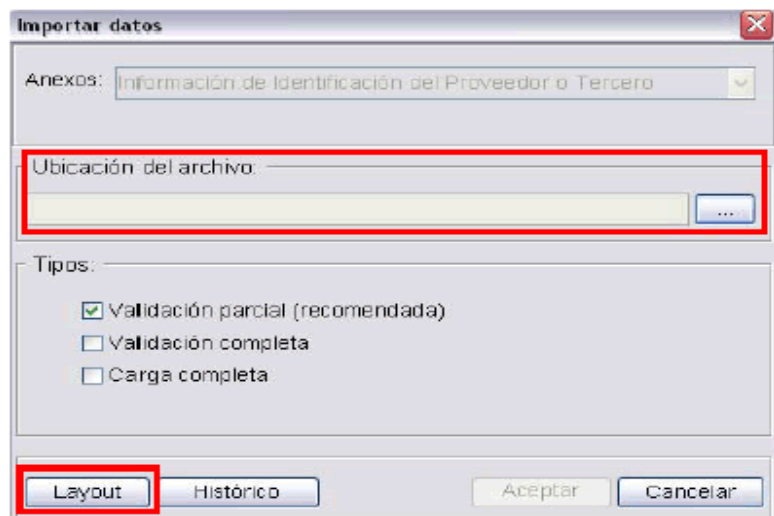 Importar datos
Anexos: Información de Identificación del Proveedor o Tercero
Ubicación del archivo:
...
Tipos:
Validación parcial (recomendada)
Validación completa
Carga completa
Layout Histórico Aceptar Cancelar